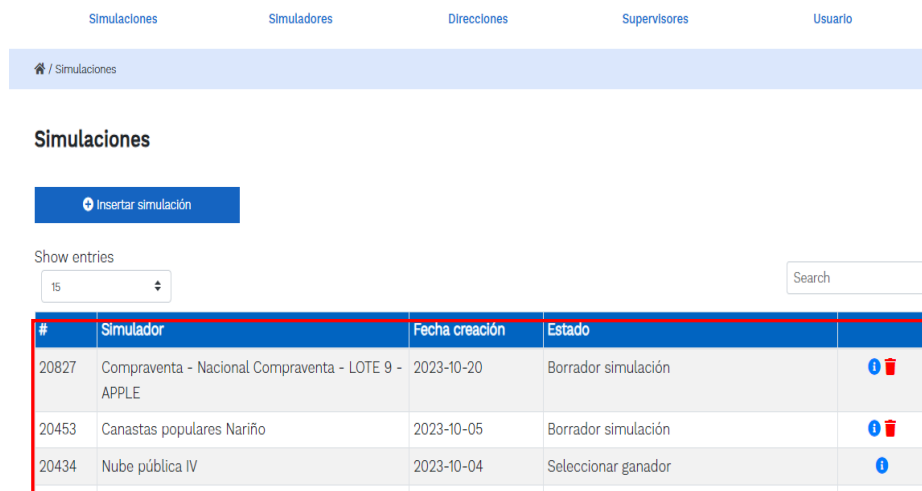 Simulaciones Simuladores Direcciones Supervisores Usuario
/ Simulaciones
Simulaciones
Insertar simulación
Show entries
15
Search
# Simulador Fecha creación Estado
20827 Compraventa - Nacional Compraventa - LOTE 9 - 2023-10-20 Borrador simulación
APPLE
20453 Canastas populares Nariño 2023-10-05 Borrador simulación
20434 Nube pública IV 2023-10-04 Seleccionar ganador